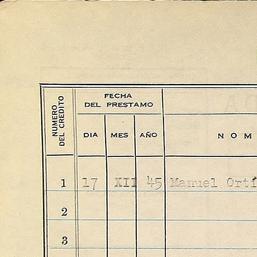 NUMERO DEL CREDITO
FECHA DEL PRESTAMO
DIA MES AÑO
NOM
1 17 XII 45 Manuel Ortí
2
3